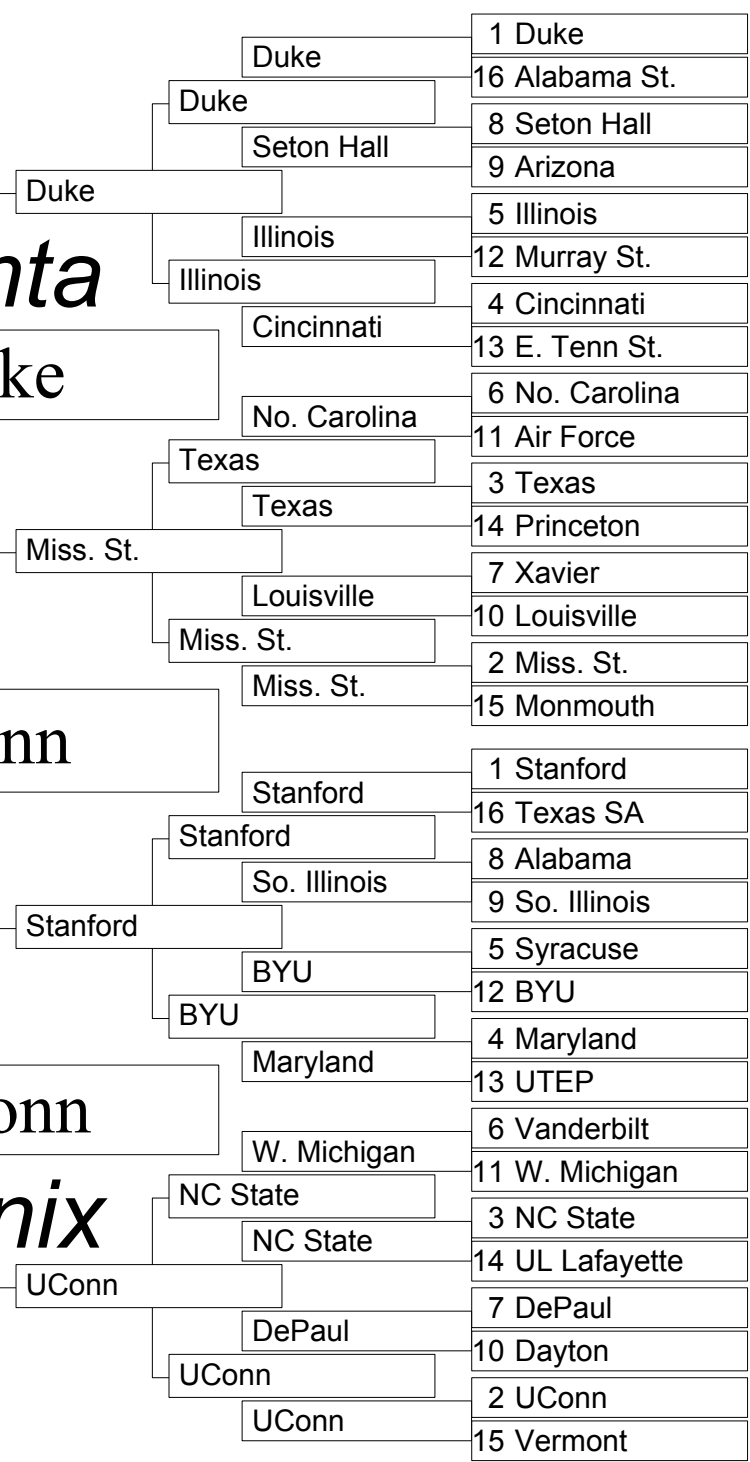 1 Duke
Duke
16 Alabama St.
Duke
8 Seton Hall
Seton Hall
9 Arizona
Duke
5 Illinois
Illinois
12 Murray St.
nta
Illinois
4 Cincinnati
Cincinnati
13 E. Tenn St.
ke
6 No. Carolina
No. Carolina
11 Air Force
Texas
3 Texas
Texas
14 Princeton
Miss. St.
7 Xavier
Louisville
10 Louisville
Miss. St.
2 Miss. St.
Miss. St.
15 Monmouth
nn
1 Stanford
Stanford
16 Texas SA
Stanford
8 Alabama
So. Illinois
9 So. Illinois
Stanford
5 Syracuse
BYU
12 BYU
BYU
4 Maryland
Maryland
13 UTEP
onn
6 Vanderbilt
W. Michigan
11 W. Michigan
NC State
nix
3 NC State
NC State
14 UL Lafayette
UConn
7 DePaul
DePaul
10 Dayton
UConn
2 UConn
UConn
15 Vermont